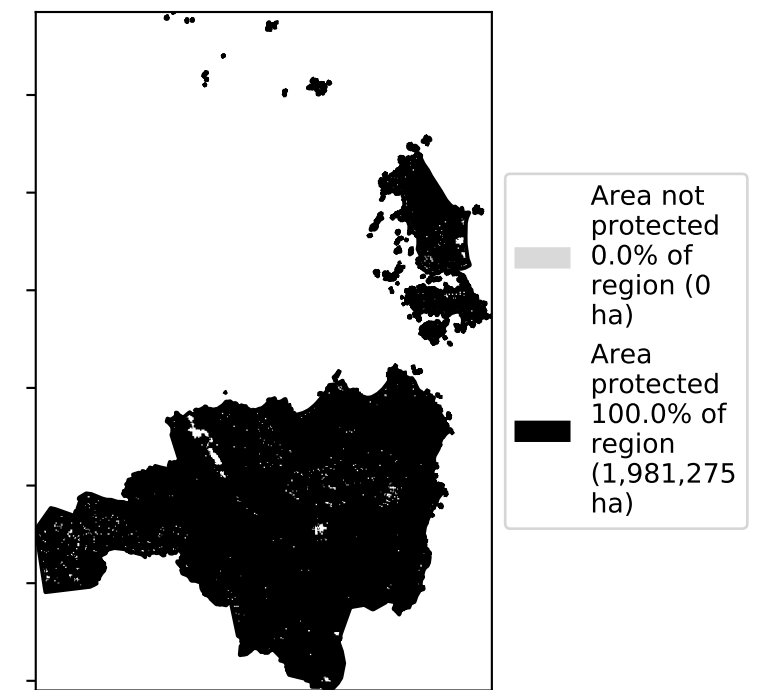 Area not
protected
0.0% of
region (0
ha)
Area
protected
100.0% of
region
(1,981,275
ha)